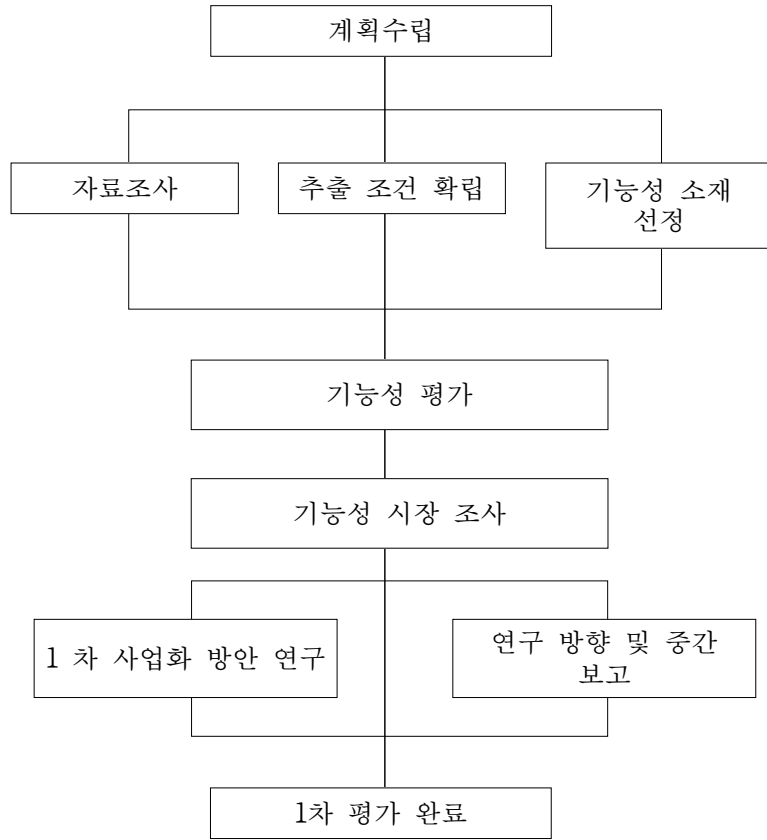 계획수립
자료조사
추출 조건 확립
기능성 소재
선정
기능성 평가
기능성 시장 조사
1 차 사업화 방안 연구
연구 방향 및 중간
보고
1차 평가 완료